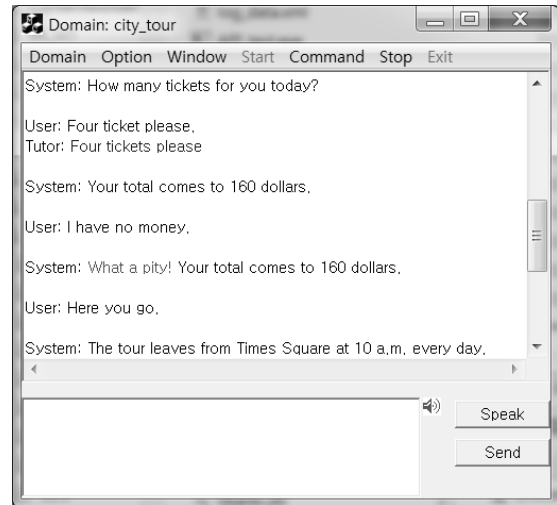 Domain: city_tour
Domain Option Window Start Command Stop Exit
System: How many tickets for you today?
User: Four ticket please,
Tutor: Four tickets please
System: Your total comes to 160 dollars,
User: I have no money,
System: What a pity! Your total comes to 160 dollars,
User: Here you go,
System: The tour leaves from Times Square at 10 a,m, every day,
Speak
Send